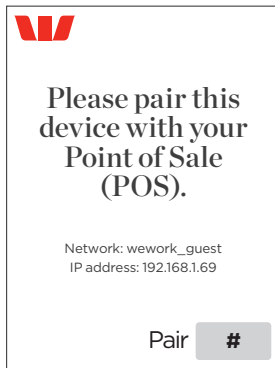 Please pair this
device with your
Point of Sale
(POS).
Network: wework_guest
IP address: 192.168.1.69
Pair #